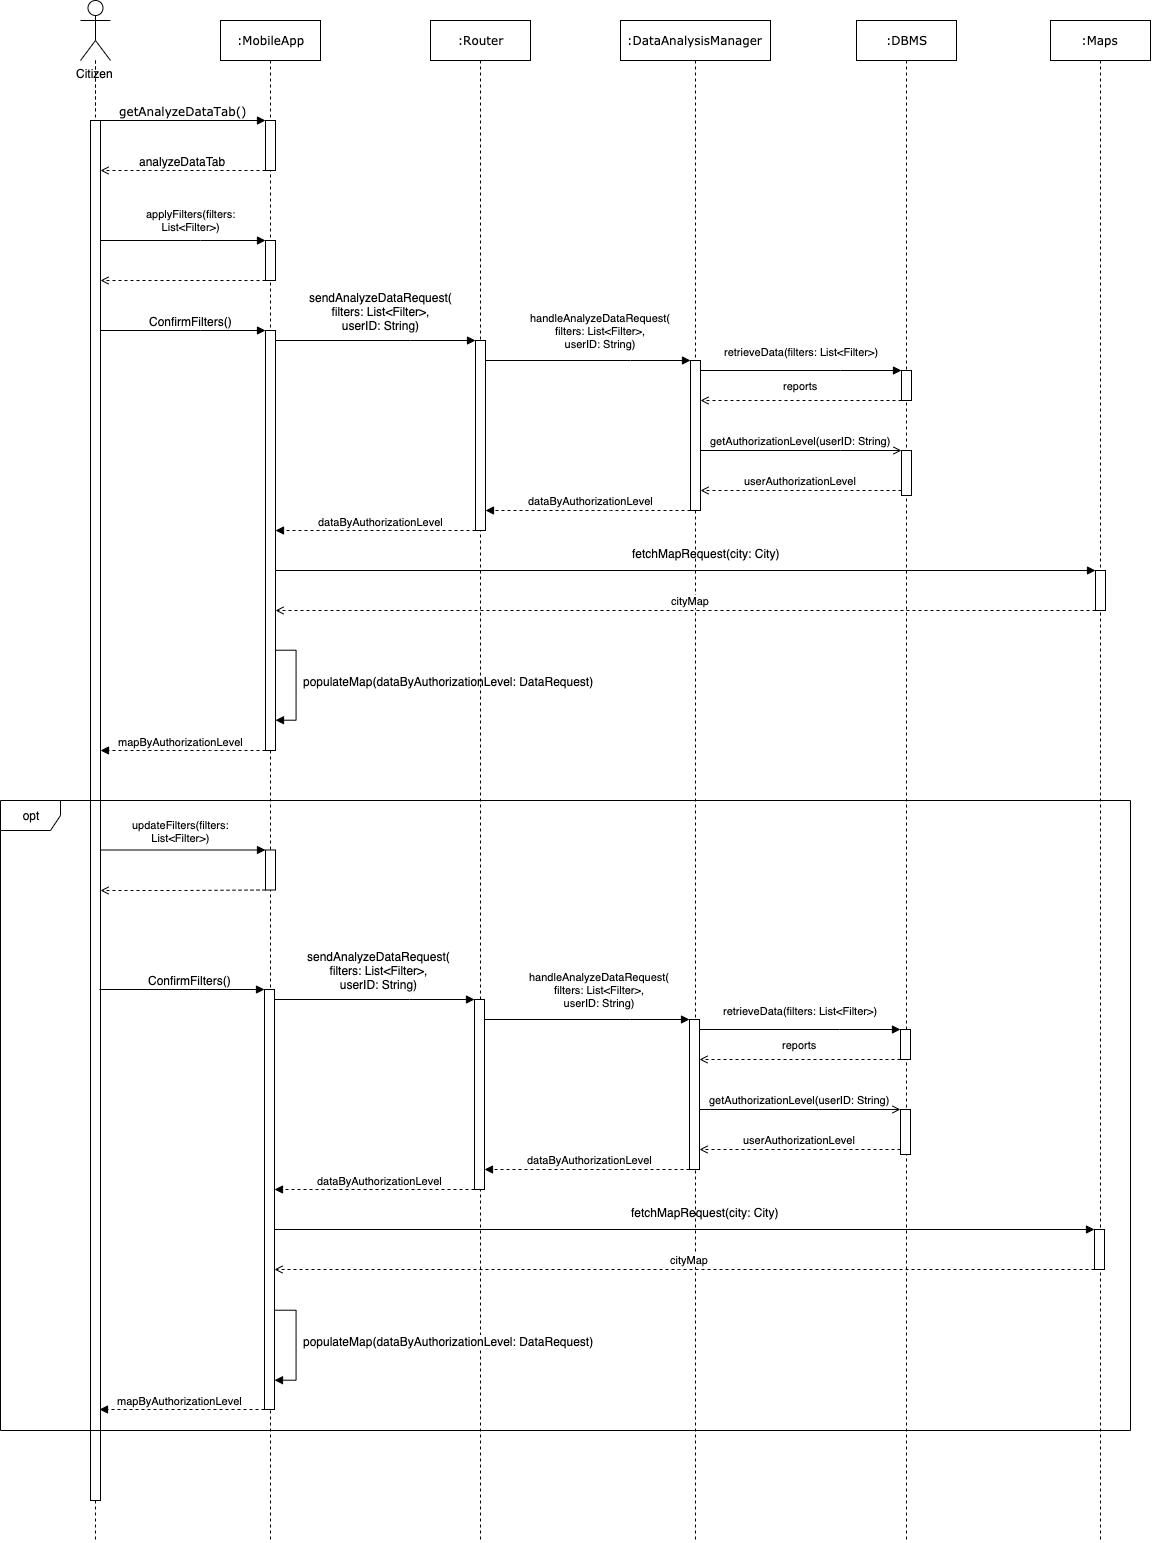 Citizen
:MobileApp
:Router
:DataAnalysisManager
:DBMS
:Maps
getAnalyzeDataTab()
analyzeDataTab
applyFilters(filters:
List<Filter>)
ConfirmFilters()
sendAnalyzeDataRequest(
filters: List<Filter>,
userID: String)
handleAnalyzeDataRequest(
filters: List<Filter>,
userID: String)
retrieveData(filters: List<Filter>)
reports
getAuthorizationLevel(userID: String)
userAuthorizationLevel
dataByAuthorizationLevel
dataByAuthorizationLevel
fetchMapRequest(city: City)
cityMap
populateMap(dataByAuthorizationLevel: DataRequest)
mapByAuthorizationLevel
opt
updateFilters(filters:
List<Filter>)
ConfirmFilters()
sendAnalyzeDataRequest(
filters: List<Filter>,
userID: String)
handleAnalyzeDataRequest(
filters: List<Filter>,
userID: String)
retrieveData(filters: List<Filter>)
reports
getAuthorizationLevel(userID: String)
userAuthorizationLevel
dataByAuthorizationLevel
dataByAuthorizationLevel
fetchMapRequest(city: City)
cityMap
populateMap(dataByAuthorizationLevel: DataRequest)
mapByAuthorizationLevel